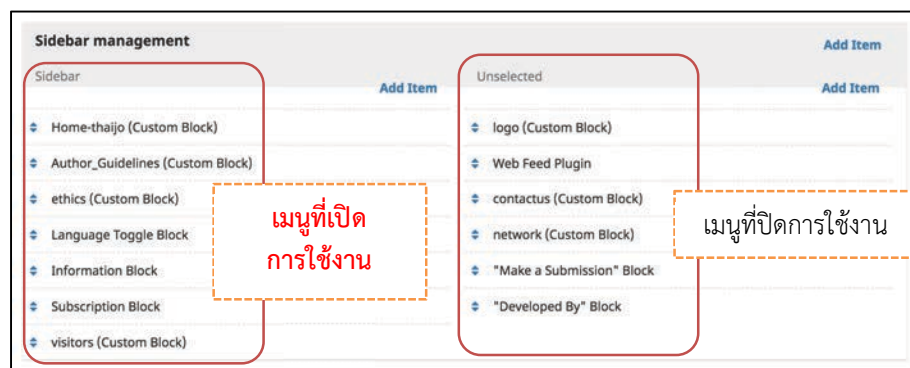 Sidebar management
Add Item
Sidebar
Add Item
Home-thaijo (Custom Block)
Author_Guidelines (Custom Block)
ethics (Custom Block)
Language Toggle Block
Information Block
Subscription Block
visitors (Custom Block)
เมนูที่เปิด
การใช้งาน
Unselected
Add Item
logo (Custom Block)
Web Feed Plugin
contactus (Custom Block)
network (Custom Block)
"Make a Submission" Block
"Developed By" Block
เมนูที่ปิดการใช้งาน